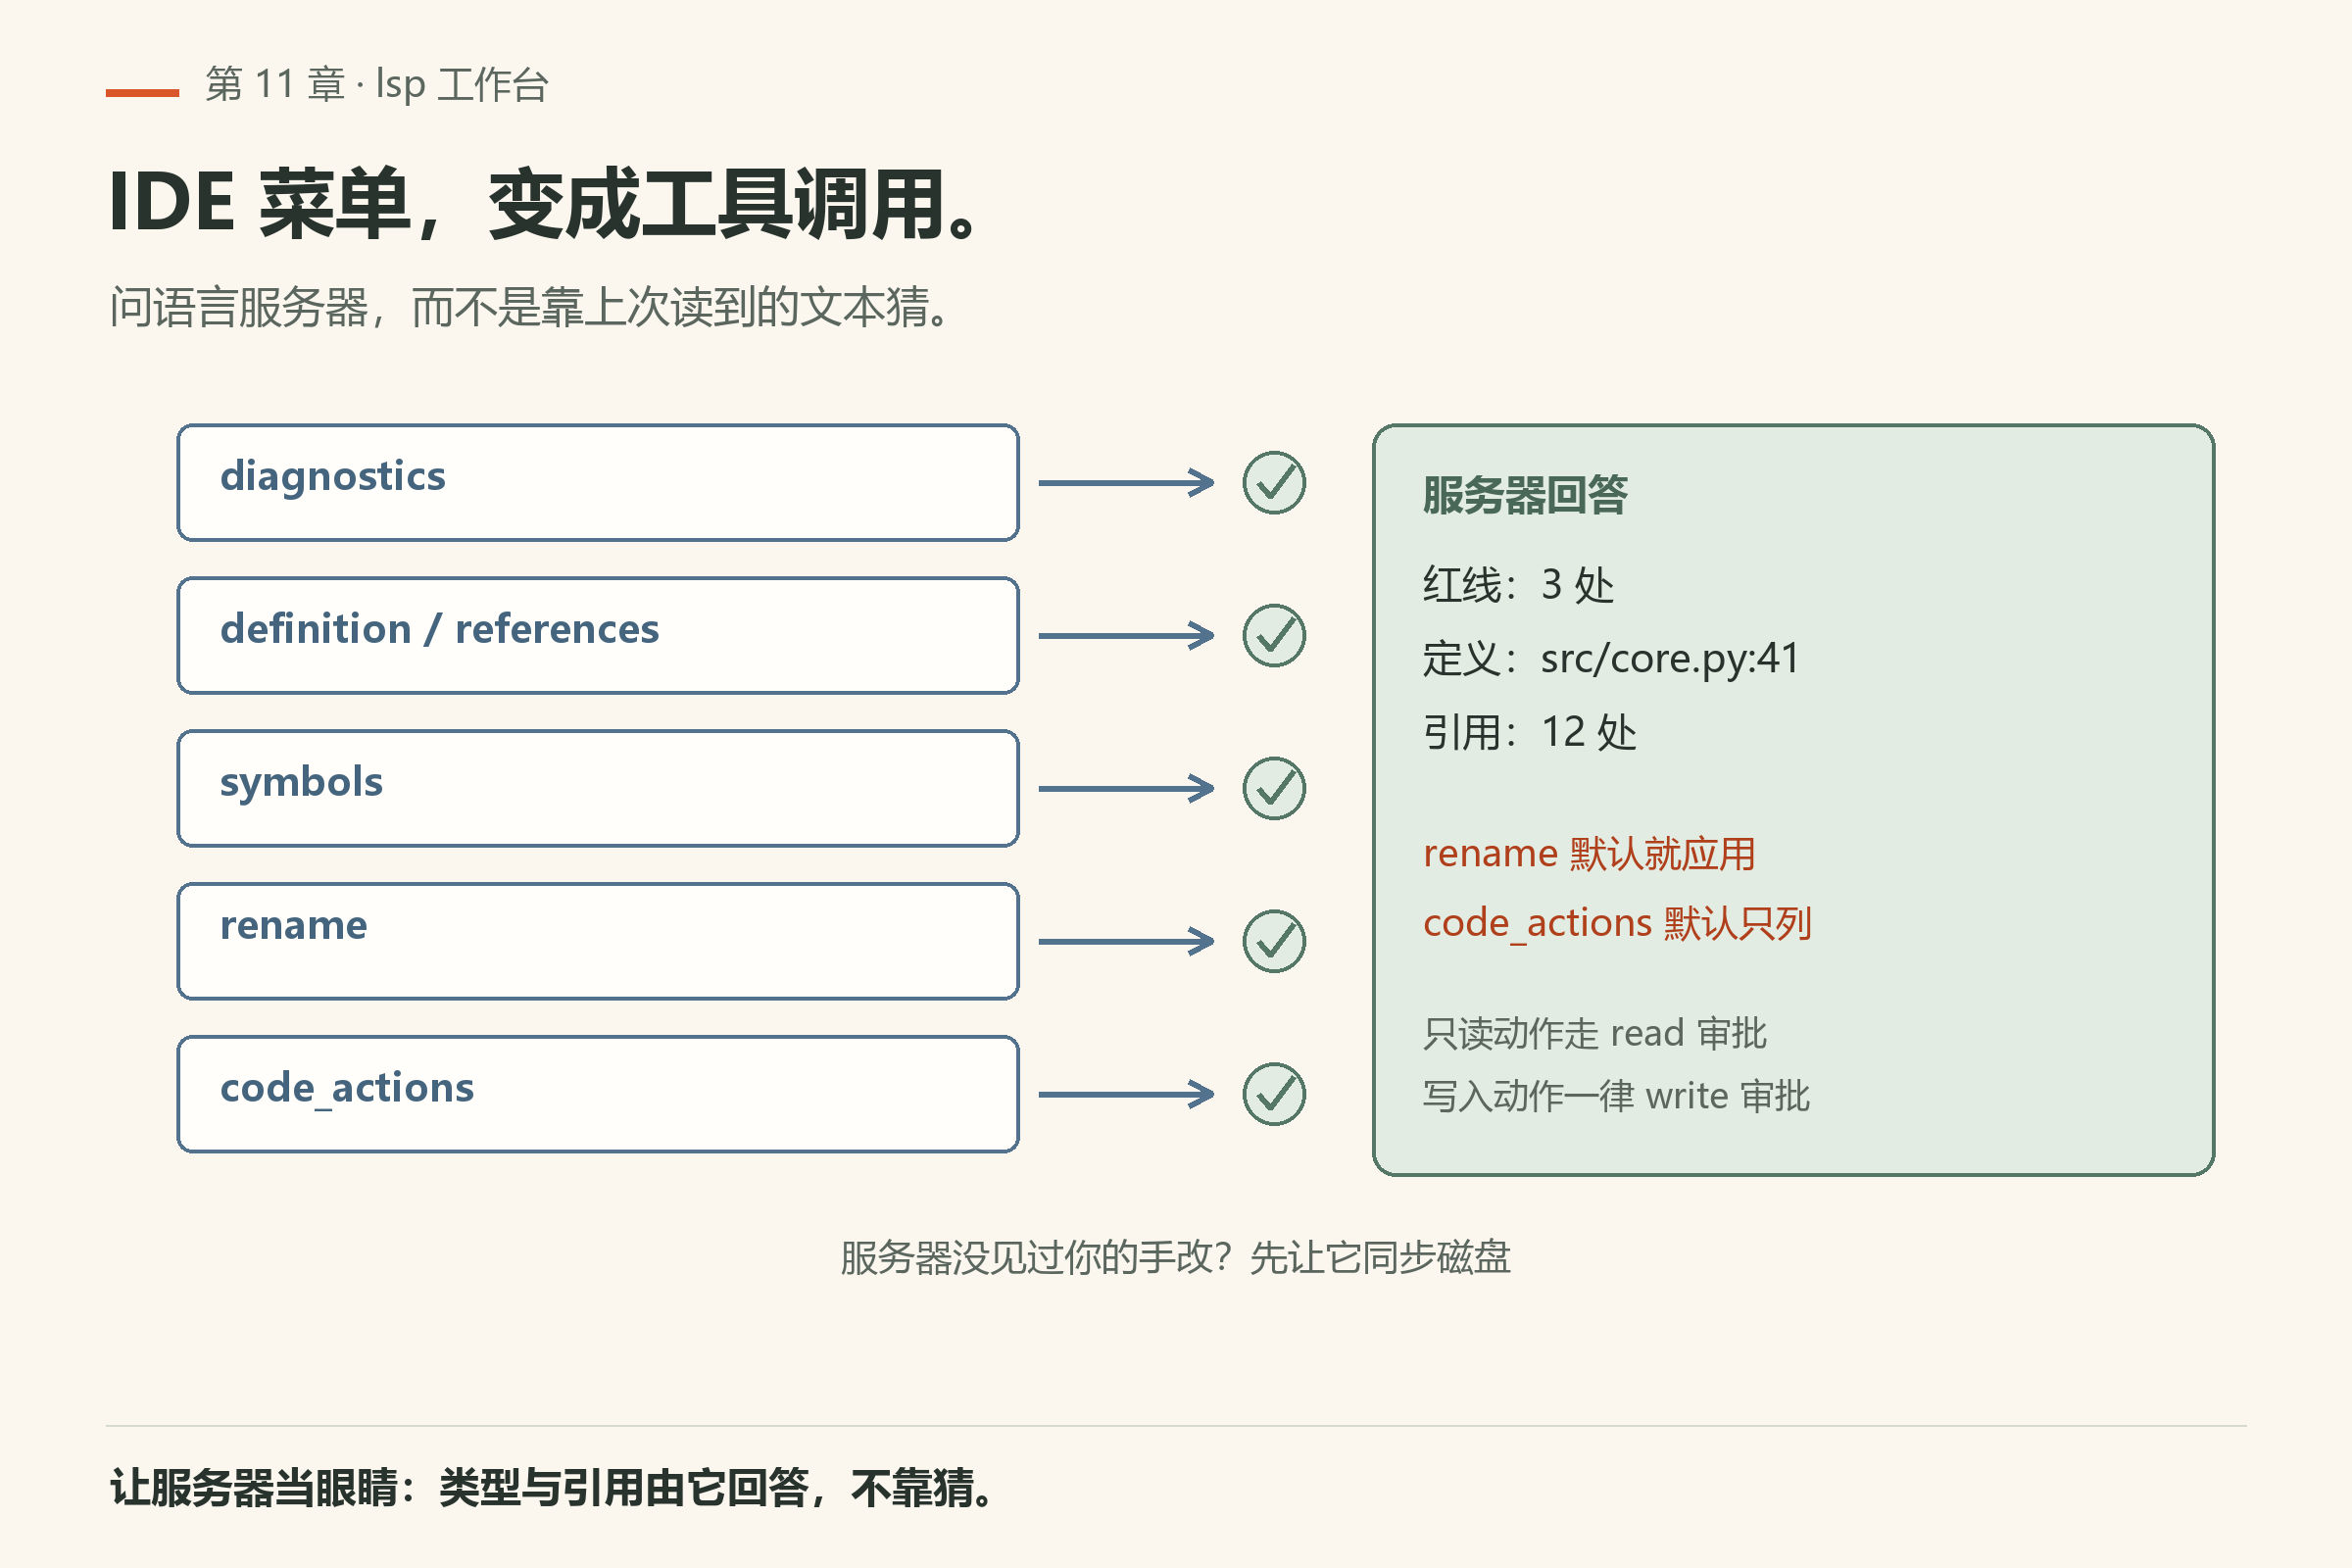 第 11 章 · lsp 工作台
IDE 菜单，变成工具调用。
问语言服务器，而不是靠上次读到的文本猜。
diagnostics
definition / references
symbols
rename
code_actions
服务器回答
红线：3 处
定义：src/core.py:41
引用：12 处
rename 默认就应用
code_actions 默认只列
只读动作走 read 审批
写入动作一律 write 审批
服务器没见过你的手改？先让它同步磁盘
让服务器当眼睛：类型与引用由它回答，不靠猜。